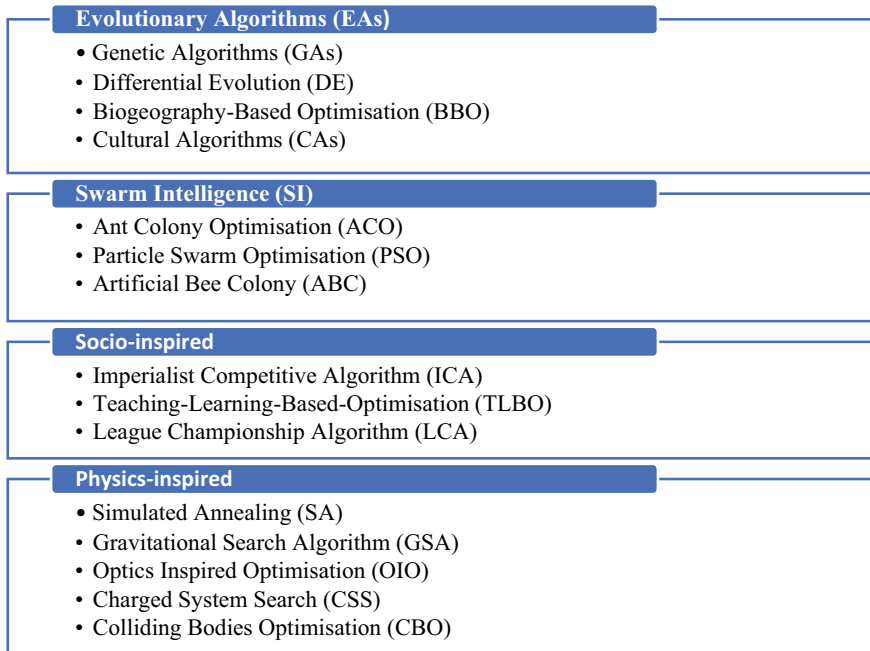 Evolutionary Algorithms (EAs)
• Genetic Algorithms (GAs)
• Differential Evolution (DE)
• Biogeography-Based Optimisation (BBO)
• Cultural Algorithms (CAs)
Swarm Intelligence (SI)
• Ant Colony Optimisation (ACO)
• Particle Swarm Optimisation (PSO)
• Artificial Bee Colony (ABC)
Socio-inspired
• Imperialist Competitive Algorithm (ICA)
• Teaching-Learning-Based-Optimisation (TLBO)
• League Championship Algorithm (LCA)
Physics-inspired
• Simulated Annealing (SA)
• Gravitational Search Algorithm (GSA)
• Optics Inspired Optimisation (OIO)
• Charged System Search (CSS)
• Colliding Bodies Optimisation (CBO)